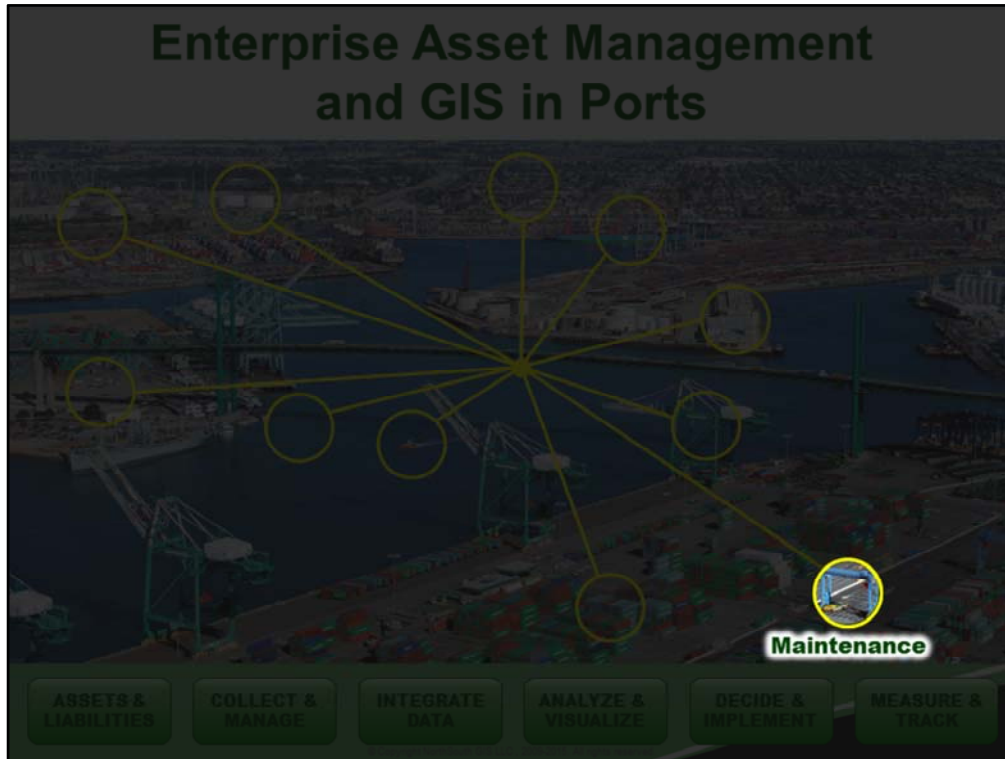 Enterprise Asset Management
and GIS in Ports
Maintenance
ASSETS &
LIABILITIES
COLLECT &
MANAGE
INTEGRATE
DATA
ANALYZE &
VISUALIZE
DECIDE &
IMPLEMENT
MEASURE &
TRACK